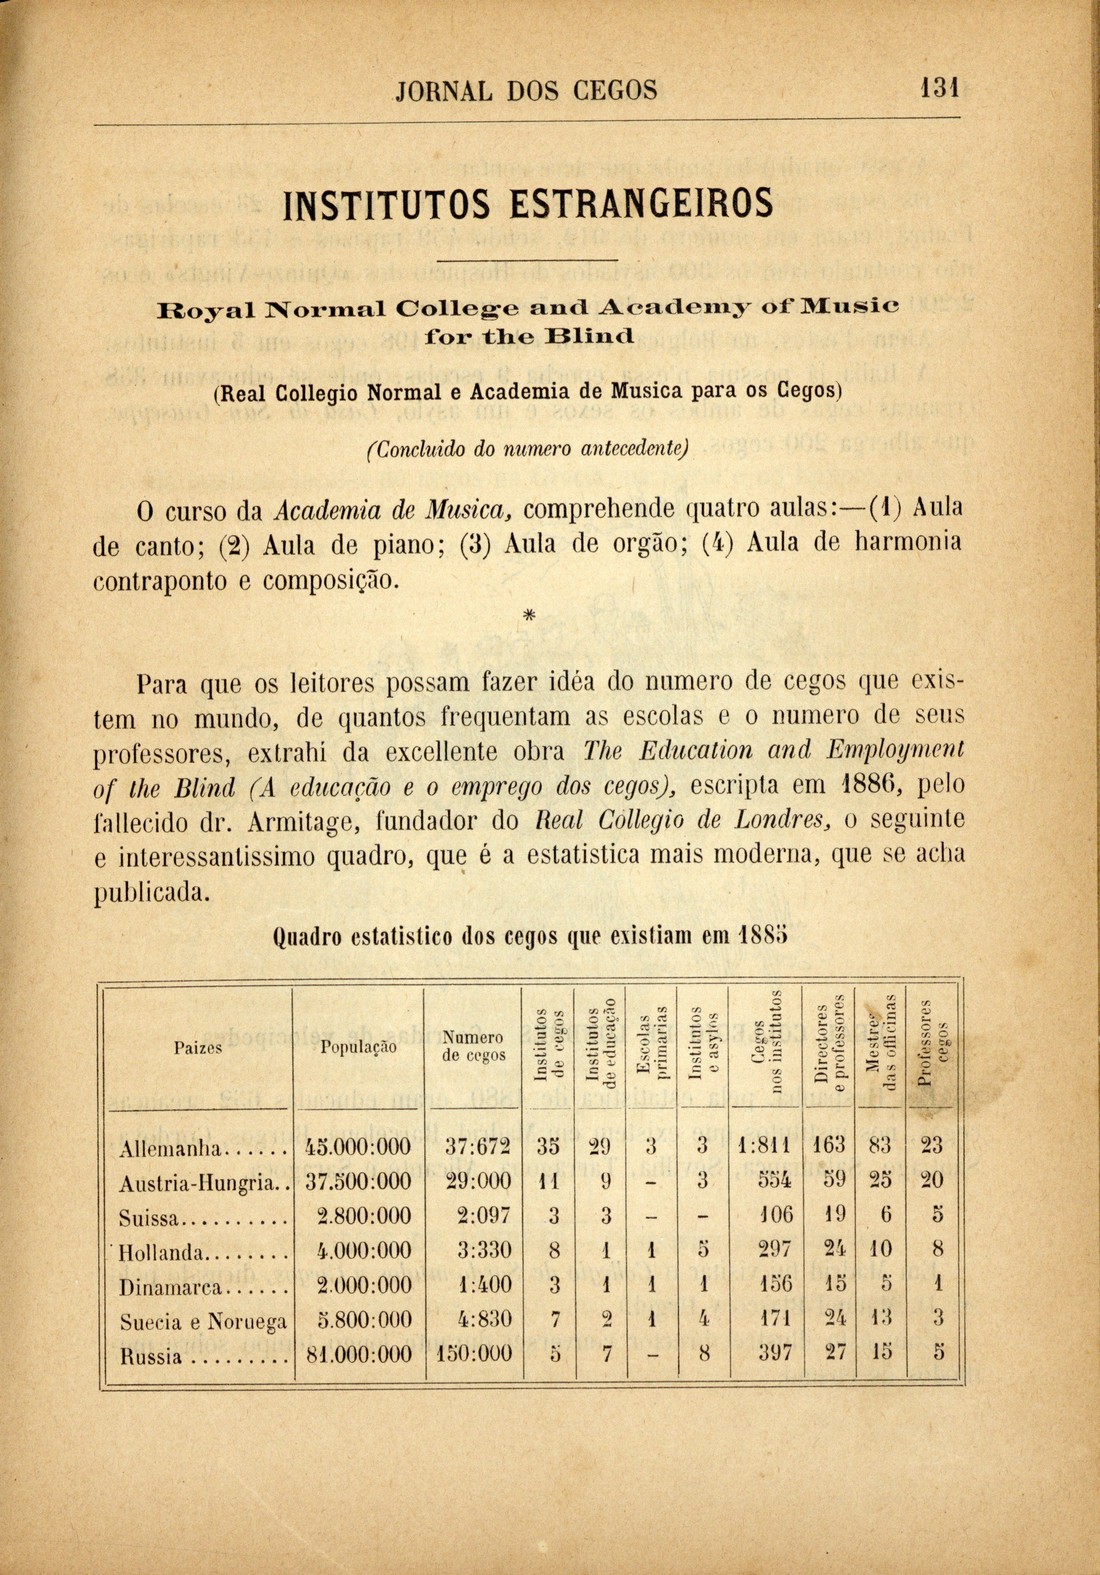 JORNAL DOS CEGOS 131
INSTITUTOS ESTRANGEIROS
Royal Normal College and Academy of Music
for the Blind
(Real Collegio Normal e Academia de Musica para os Cegos)
(Concluido do numero antecedente)
O curso da Academia de Musica, comprehende quatro aulas:—(1) Aula
de canto; (2) Aula de piano; (3) Aula de orgão; (4) Aula de harmonia
contraponto e composição.
*
Para que os leitores possam fazer idéa do numero de cegos que exis-
tem no mundo, de quantos frequentam as escolas e o numero de seus
professores, extrahi da excellente obra The Education and Employment
of the Blind (A educação e o emprego dos cegos), escripta em 1886, pelo
fallecido dr. Armitage, fundador do Real Collegio de Londres, o seguinte
e interessantissimo quadro, que é a estatistica mais moderna, que se acha
publicada.
Quadro estatistico dos cegos que existiam em 1885
Paizes População Numero de cegos Institutos de cegos Institutos de educação Escolas primarias Institutos e asylos Cegos nos institutos Directores e professores Mestres das officinas Professores cegos
Allemanha...... 45.000:000 37:672 35 29 3 3 1:811 163 83 23
Austria-Hungria.. 37.500:000 29:000 11 9 - 3 554 59 25 20
Suissa.......... 2.800:000 2:097 3 3 - - 106 19 6 5
Hollanda........ 4.000:000 3:330 8 1 1 5 297 24 10 8
Dinamarca...... 2.000:000 1:400 3 1 1 1 156 15 5 1
Suecia e Noruega 5.800:000 4:830 7 2 1 4 171 24 13 3
Russia ......... 81.000:000 150:000 5 7 - 8 397 27 15 5